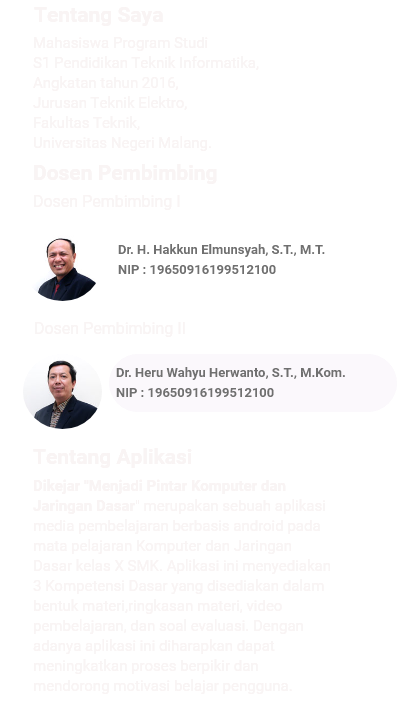 Tentang Saya
Mahasiswa Program Studi
S1 Pendidikan Teknik Informatika,
Angkatan tahun 2016,
Jurusan Teknik Elektro,
Fakultas Teknik,
Universitas Negeri Malang.
Dosen Pembimbing
Dosen Pembimbing I
Dr. H. Hakkun Elmunsyah, S.T., M.T.
NIP : 19650916199512100
Dosen Pembimbing II
Dr. Heru Wahyu Herwanto, S.T., M.Kom.
NIP : 19650916199512100
Tentang Aplikasi
Dikejar "Menjadi Pintar Komputer dan
Jaringan Dasar" merupakan sebuah aplikasi
media pembelajaran berbasis android pada
mata pelajaran Komputer dan Jaringan
Dasar kelas X SMK. Aplikasi ini menyediakan
3 Kompetensi Dasar yang disediakan dalam
bentuk materi,ringkasan materi, video
pembelajaran, dan soal evaluasi. Dengan
adanya aplikasi ini diharapkan dapat
meningkatkan proses berpikir dan
mendorong motivasi belajar pengguna.